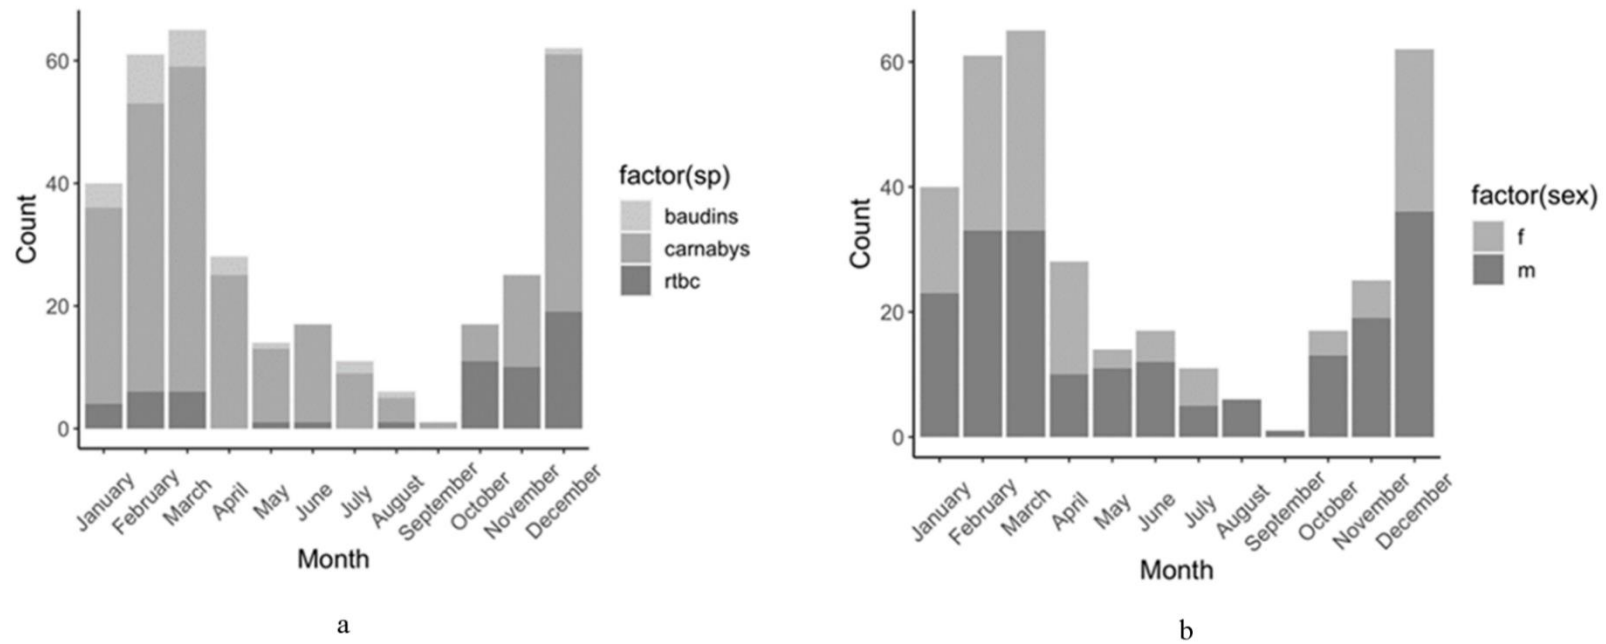 60
40
20
0
Count
January
February
March
April
May
June
July
August
September
October
November
December
Month
factor(sp)
baudins
carnabys
rtbc
a
60
40
20
0
Count
January
February
March
April
May
June
July
August
September
October
November
December
Month
factor(sex)
f
m
b